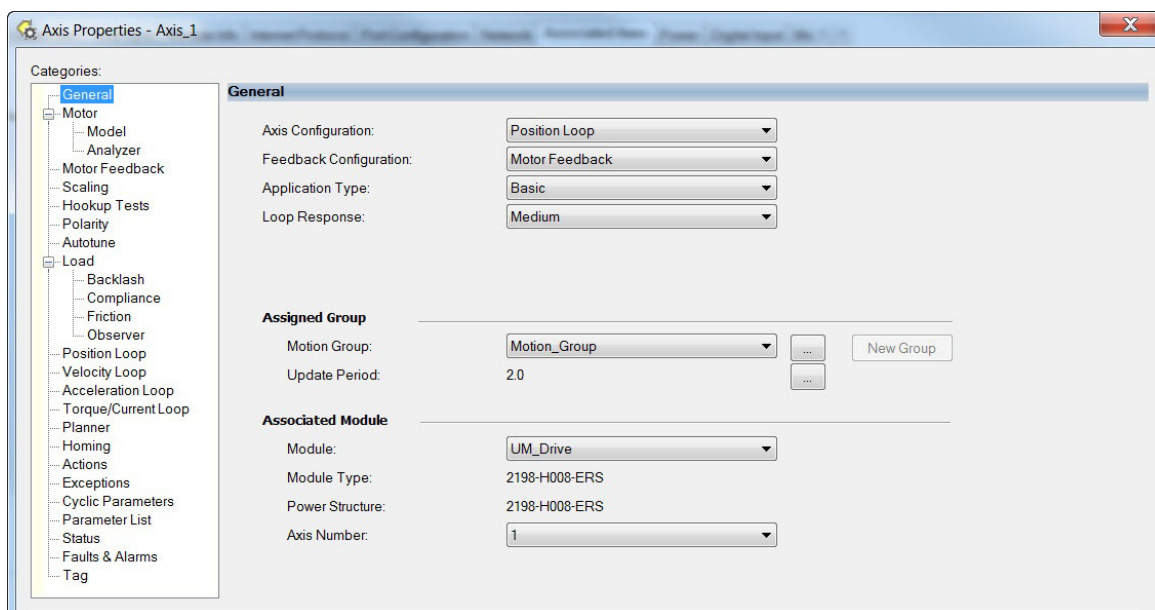 Axis Properties - Axis_1
X
Categories:
General
Motor
Model
Analyzer
Motor Feedback
Scaling
Hookup Tests
Polarity
Autotune
Load
Backlash
Compliance
Friction
Observer
Position Loop
Velocity Loop
Acceleration Loop
Torque/Current Loop
Planner
Homing
Actions
Exceptions
Cyclic Parameters
Parameter List
Status
Faults & Alarms
Tag
General
Axis Configuration: Position Loop
Feedback Configuration: Motor Feedback
Application Type: Basic
Loop Response: Medium
Assigned Group
Motion Group: Motion_Group ... New Group
Update Period: 2.0 ...
Associated Module
Module: UM_Drive
Module Type: 2198-H008-ERS
Power Structure: 2198-H008-ERS
Axis Number: 1